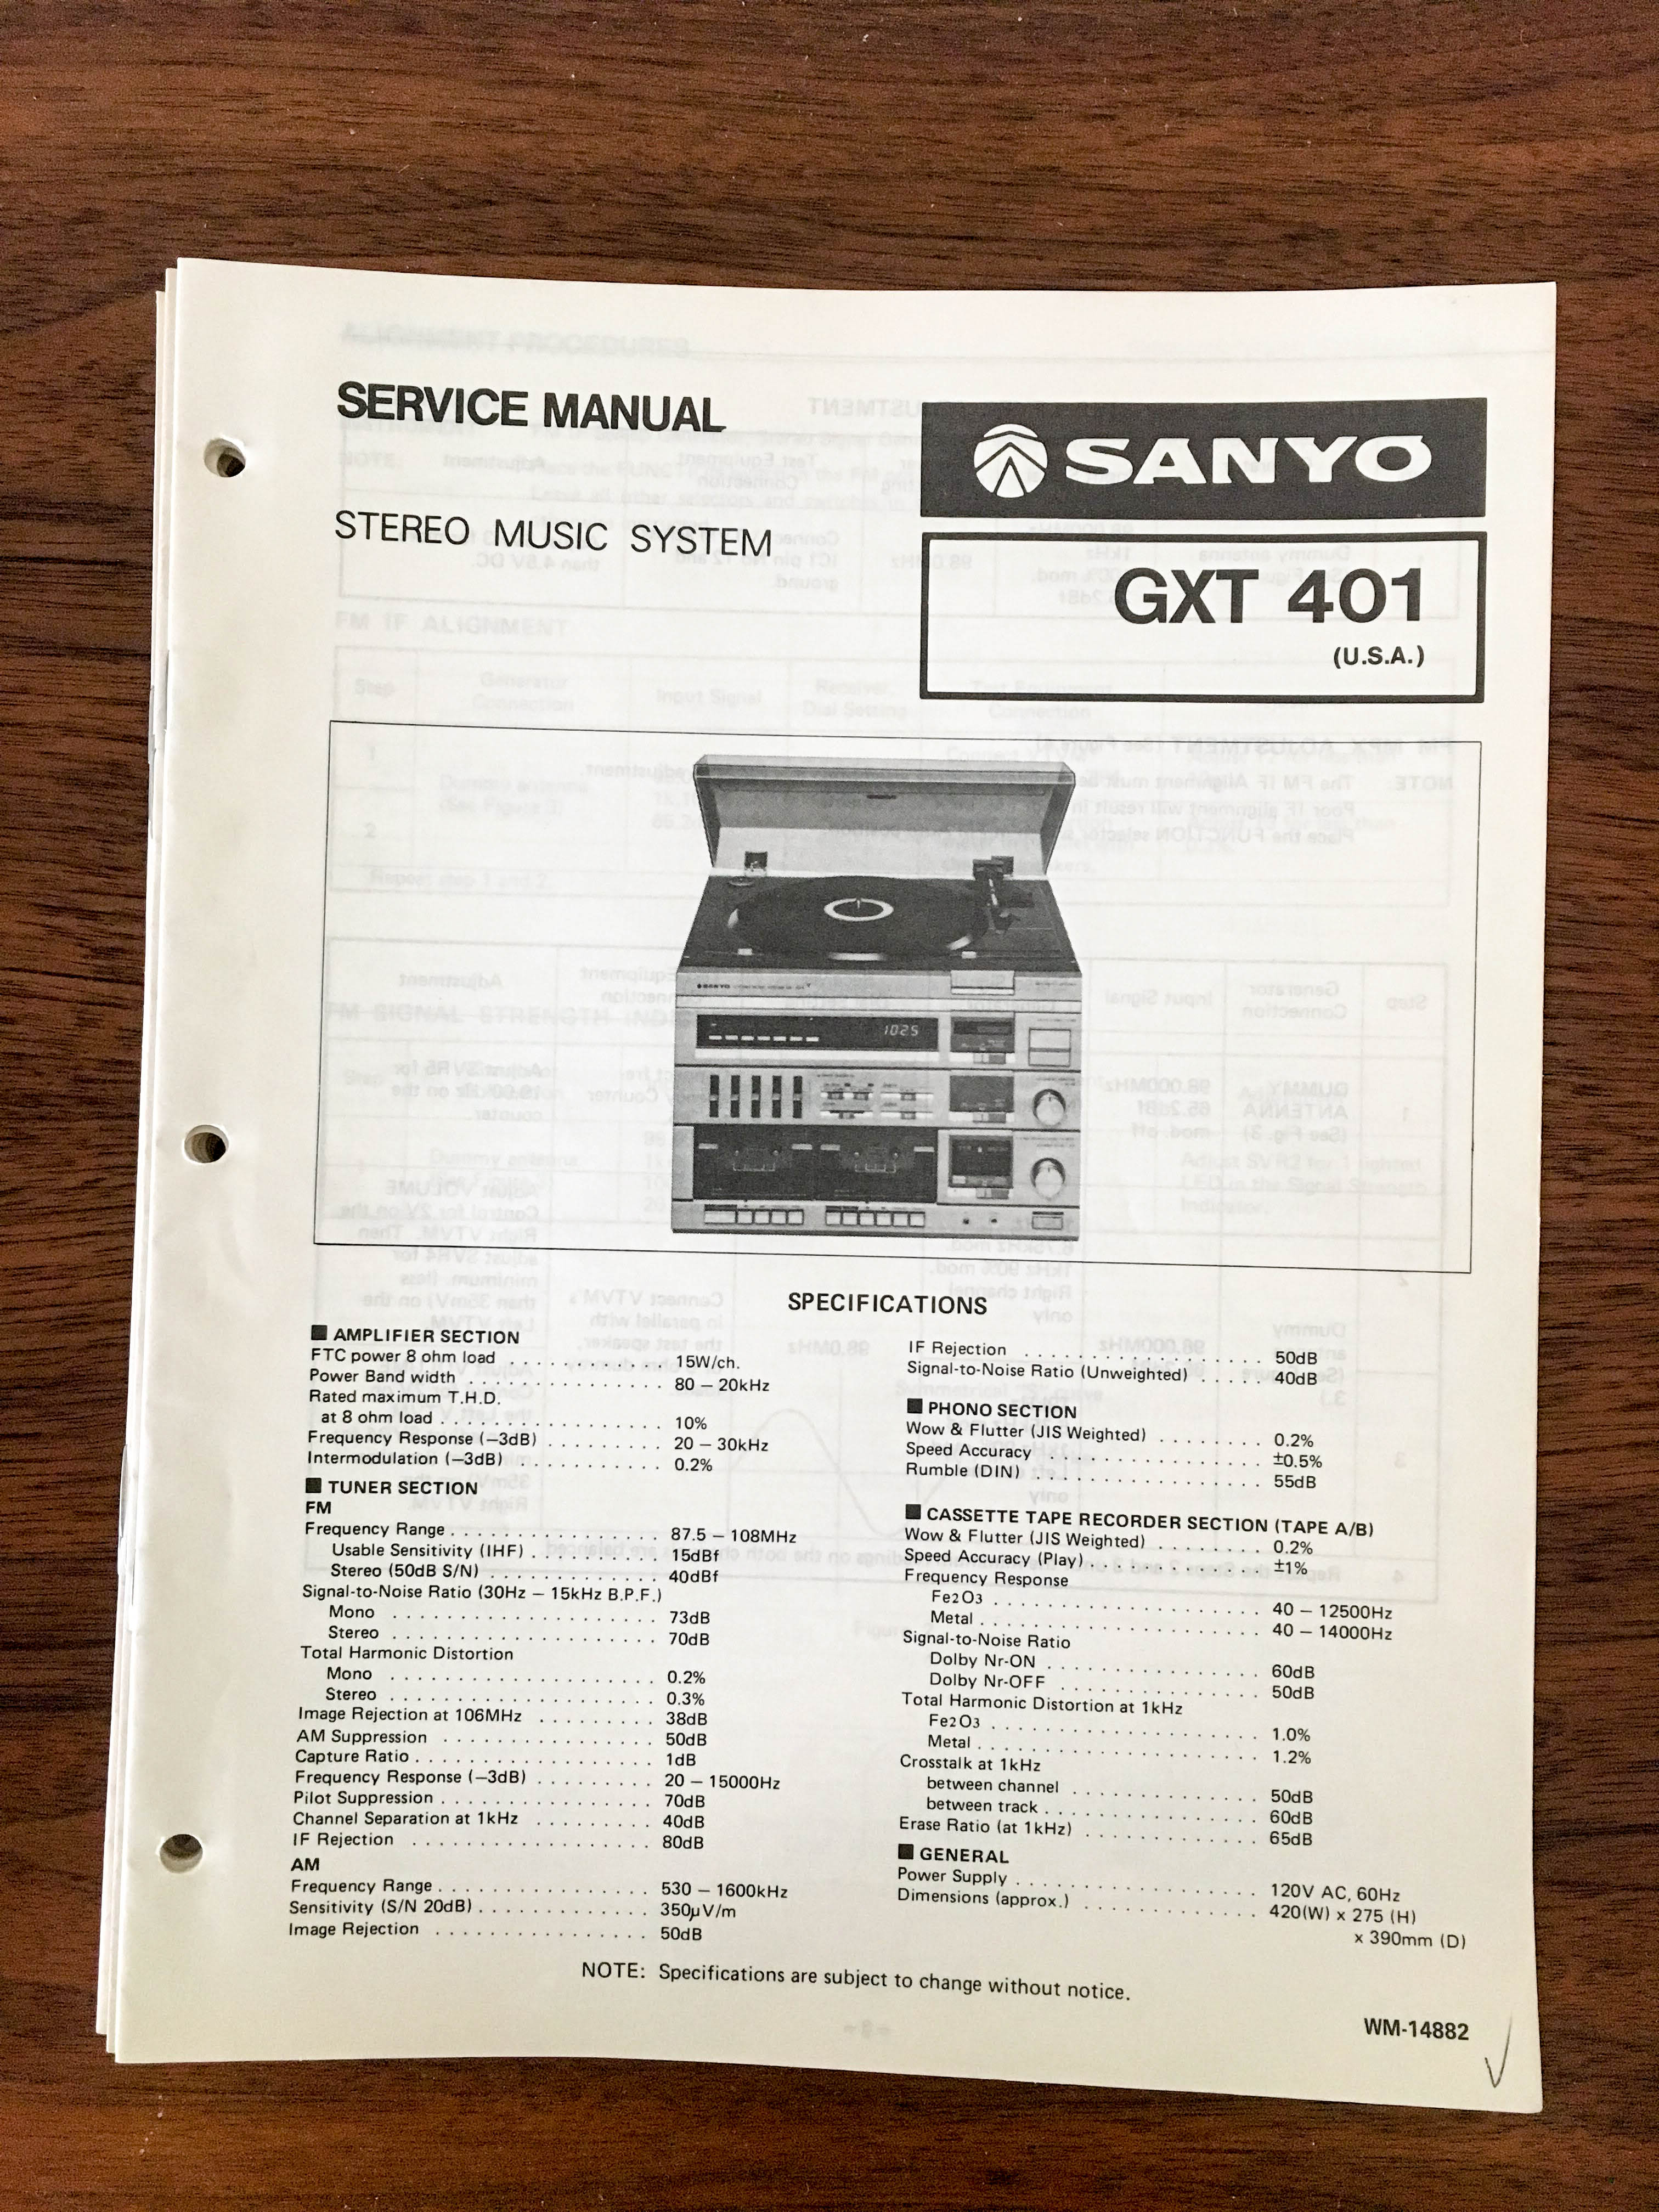 SERVICE MANUAL
SANYO
STEREO MUSIC SYSTEM
GXT 401
(U.S.A.)
SANYO
1025
SPECIFICATIONS
■ AMPLIFIER SECTION
FTC power 8 ohm load . . . . . . . . . . . . 15W/ch.
Power Band width . . . . . . . . . . . . . . . 80 – 20kHz
Rated maximum T.H.D.
at 8 ohm load . . . . . . . . . . . . . . . . . 10%
Frequency Response (–3dB) . . . . . . . . . 20 – 30kHz
Intermodulation (–3dB) . . . . . . . . . . . . 0.2%
■ TUNER SECTION
FM
Frequency Range . . . . . . . . . . . . . . . . 87.5 – 108MHz
Usable Sensitivity (IHF) . . . . . . . . . . 15dBf
Stereo (50dB S/N) . . . . . . . . . . . . . . 40dBf
Signal-to-Noise Ratio (30Hz – 15kHz B.P.F.)
Mono . . . . . . . . . . . . . . . . . . . . 73dB
Stereo . . . . . . . . . . . . . . . . . . . . 70dB
Total Harmonic Distortion
Mono . . . . . . . . . . . . . . . . . . . . 0.2%
Stereo . . . . . . . . . . . . . . . . . . . . 0.3%
Image Rejection at 106MHz . . . . . . . . . 38dB
AM Suppression . . . . . . . . . . . . . . . . 50dB
Capture Ratio . . . . . . . . . . . . . . . . . . 1dB
Frequency Response (–3dB) . . . . . . . . . 20 – 15000Hz
Pilot Suppression . . . . . . . . . . . . . . . . 70dB
Channel Separation at 1kHz . . . . . . . . . 40dB
IF Rejection . . . . . . . . . . . . . . . . . . 80dB
AM
Frequency Range . . . . . . . . . . . . . . . . 530 – 1600kHz
Sensitivity (S/N 20dB) . . . . . . . . . . . . . 350μV/m
Image Rejection . . . . . . . . . . . . . . . . 50dB
IF Rejection . . . . . . . . . . . . . . . . . . 50dB
Signal-to-Noise Ratio (Unweighted) . . . . . 40dB
■ PHONO SECTION
Wow & Flutter (JIS Weighted) . . . . . . . . 0.2%
Speed Accuracy . . . . . . . . . . . . . . . . ±0.5%
Rumble (DIN) . . . . . . . . . . . . . . . . . . 55dB
■ CASSETTE TAPE RECORDER SECTION (TAPE A/B)
Wow & Flutter (JIS Weighted) . . . . . . . . . 0.2%
Speed Accuracy (Play) . . . . . . . . . . . . . ±1%
Frequency Response
Fe2O3 . . . . . . . . . . . . . . . . . . . . 40 – 12500Hz
Metal . . . . . . . . . . . . . . . . . . . . . 40 – 14000Hz
Signal-to-Noise Ratio
Dolby Nr-ON . . . . . . . . . . . . . . . . 60dB
Dolby Nr-OFF . . . . . . . . . . . . . . . 50dB
Total Harmonic Distortion at 1kHz
Fe2O3 . . . . . . . . . . . . . . . . . . . . 1.0%
Metal . . . . . . . . . . . . . . . . . . . . . 1.2%
Crosstalk at 1kHz
between channel . . . . . . . . . . . . . . 50dB
between track . . . . . . . . . . . . . . . . 60dB
Erase Ratio (at 1kHz) . . . . . . . . . . . . . 65dB
■ GENERAL
Power Supply . . . . . . . . . . . . . . . . . . 120V AC, 60Hz
Dimensions (approx.) . . . . . . . . . . . . . 420(W) x 275 (H)
x 390mm (D)
NOTE: Specifications are subject to change without notice.
WM-14882